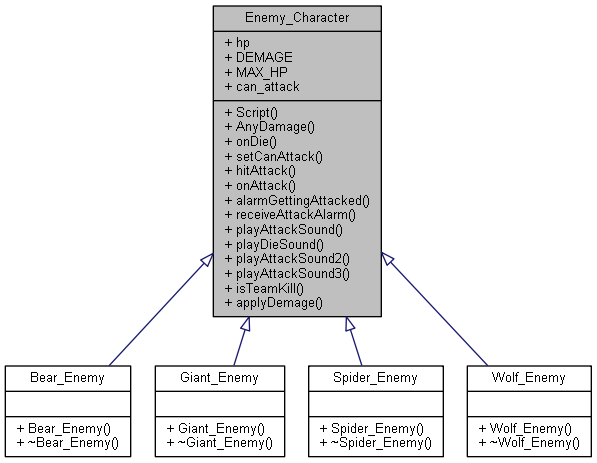 Enemy_Character
+ hp
+ DEMAGE
+ MAX_HP
+ can_attack
+ Script()
+ AnyDamage()
+ onDie()
+ setCanAttack()
+ hitAttack()
+ onAttack()
+ alarmGettingAttacked()
+ receiveAttackAlarm()
+ playAttackSound()
+ playDieSound()
+ playAttackSound2()
+ playAttackSound3()
+ isTeamKill()
+ applyDemage()
Bear_Enemy
+ Bear_Enemy()
+ ~Bear_Enemy()
Giant_Enemy
+ Giant_Enemy()
+ ~Giant_Enemy()
Spider_Enemy
+ Spider_Enemy()
+ ~Spider_Enemy()
Wolf_Enemy
+ Wolf_Enemy()
+ ~Wolf_Enemy()